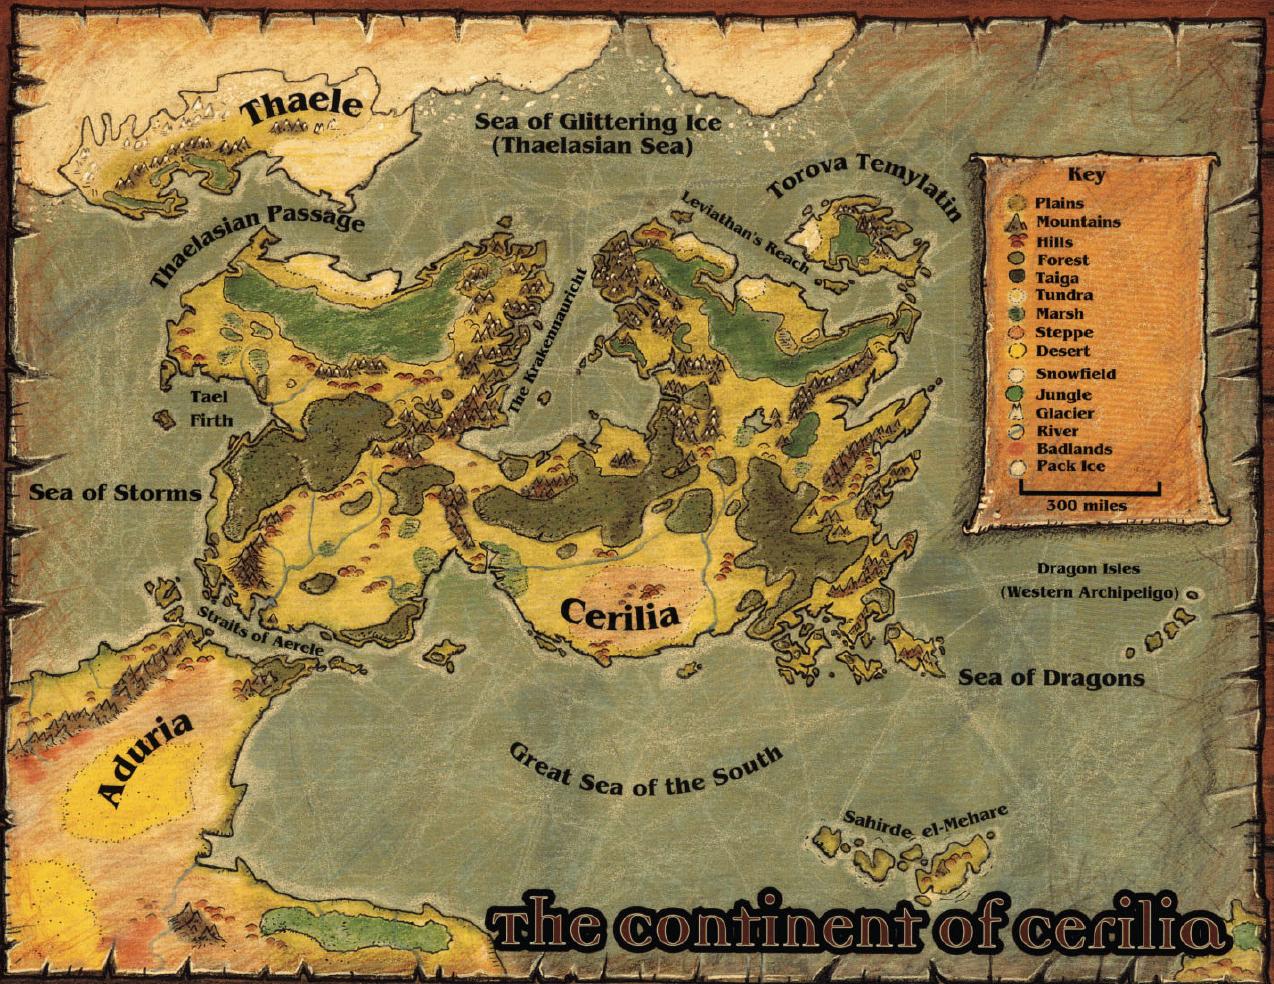 Thaele
Sea of Glittering Ice
(Thaelasian Sea)
Torova Temylatin
Leviathan's Reach
Thaelasian Passage
Key
Plains
Mountains
Hills
Forest
Taiga
Tundra
Marsh
Steppe
Desert
Snowfield
Jungle
Glacier
River
Badlands
Pack Ice
300 miles
The Krakennauricht
Tael
Firth
Sea of Storms
Dragon Isles
(Western Archipeligo)
Straits of Aercle
Cerilia
Sea of Dragons
Aduria
Great Sea of the South
Sahirde el-Mehare
The continent of cerilia